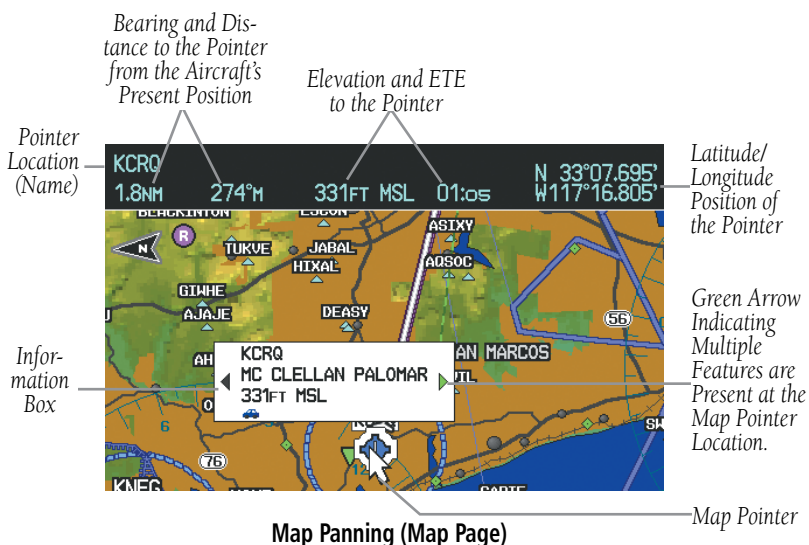 Bearing and Dis-
tance to the Pointer
from the Aircraft's
Present Position
Elevation and ETE
to the Pointer
Pointer
Location
(Name)
KCRQ
1.8NM 274°M 331FT MSL 01:05
N 33°07.695'
W117°16.805'
Latitude/
Longitude
Position of
the Pointer
N
R
TUKVE
JABAL
HIXAL
ASIXY
AQSOC
GIWHE
AJAJE
DEASY
56
Green Arrow
Indicating
Multiple
Features are
Present at the
Map Pointer
Location.
Infor-
mation
Box
KCRQ
MC CLELLAN PALOMAR
331FT MSL
AN MARCOS
6
12
76
KNFG
Map Pointer
Map Panning (Map Page)